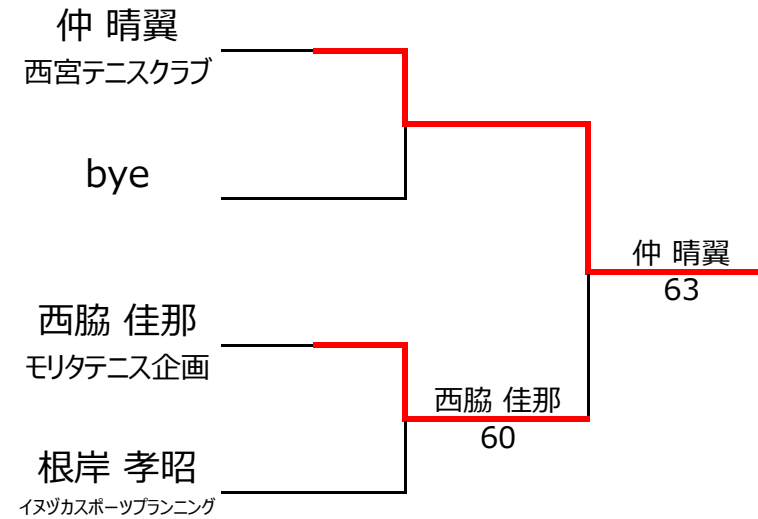 仲 晴翼
西宮テニスクラブ
bye
仲 晴翼
63
西脇 佳那
モリタテニス企画
西脇 佳那
60
根岸 孝昭
イヌヅカスポーツプランニング